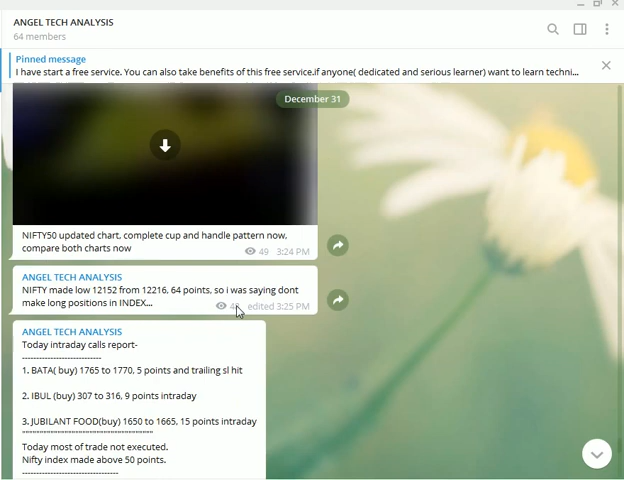 ANGEL TECH ANALYSIS
64 members
Pinned message
I have start a free service. You can also take benefits of this free service.if anyone( dedicated and serious learner) want to learn techni...
December 31
NIFTY50 updated chart, complete cup and handle pattern now,
compare both charts now
49 3:24 PM
ANGEL TECH ANALYSIS
NIFTY made low 12152 from 12216, 64 points, so i was saying dont
make long positions in INDEX...
edited 3:25 PM
ANGEL TECH ANALYSIS
Today intraday calls report-
---------------------------
1. BATA( buy) 1765 to 1770, 5 points and trailing sl hit
2. IBUL (buy) 307 to 316, 9 points intraday
3. JUBILANT FOOD(buy) 1650 to 1665, 15 points intraday
"""""""""""""""""""""""""""""""""
Today most of trade not executed.
Nifty index made above 50 points.
---------------------------------